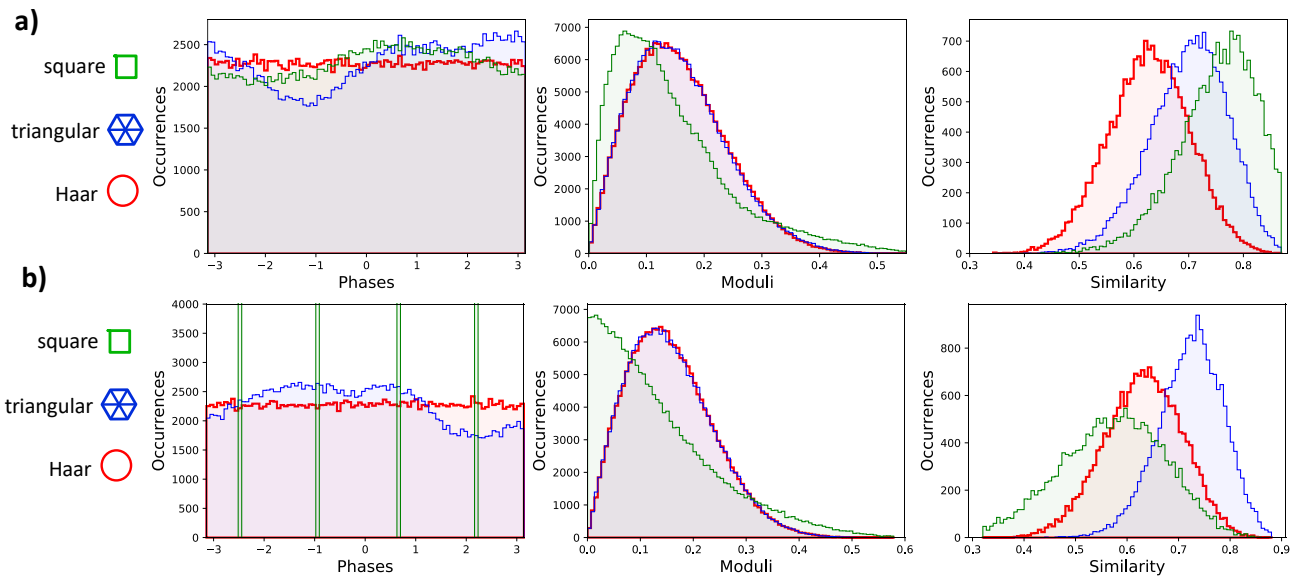 a)
square
triangular
Haar
Occurrences
2500
2000
1500
1000
500
0
−3 −2 −1 0 1 2 3
Phases
Occurrences
7000
6000
5000
4000
3000
2000
1000
0
0.0 0.1 0.2 0.3 0.4 0.5
Moduli
Occurrences
700
600
500
400
300
200
100
0
0.3 0.4 0.5 0.6 0.7 0.8
Similarity
b)
square
triangular
Haar
Occurrences
4000
3500
3000
2500
2000
1500
1000
500
0
−3 −2 −1 0 1 2 3
Phases
Occurrences
7000
6000
5000
4000
3000
2000
1000
0
0.0 0.1 0.2 0.3 0.4 0.5 0.6
Moduli
Occurrences
800
600
400
200
0
0.3 0.4 0.5 0.6 0.7 0.8 0.9
Similarity